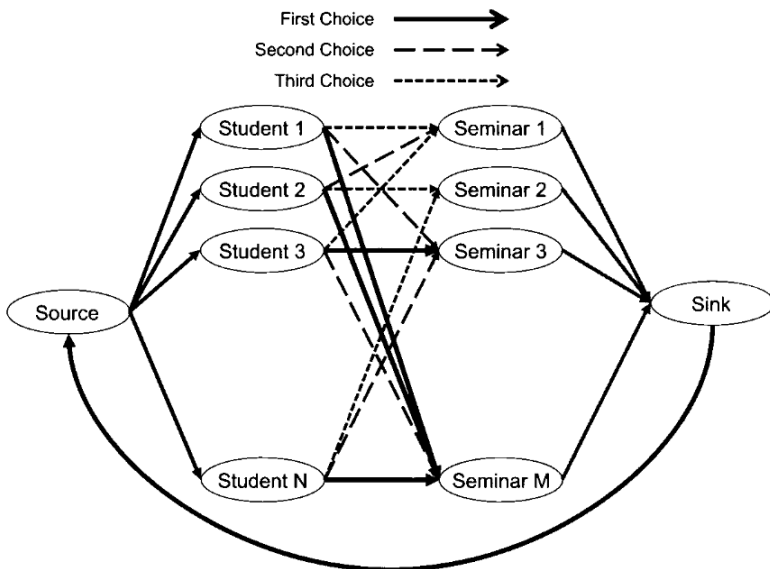 First Choice
Second Choice
Third Choice
Student 1
Seminar 1
Student 2
Seminar 2
Student 3
Seminar 3
Source
Sink
Student N
Seminar M